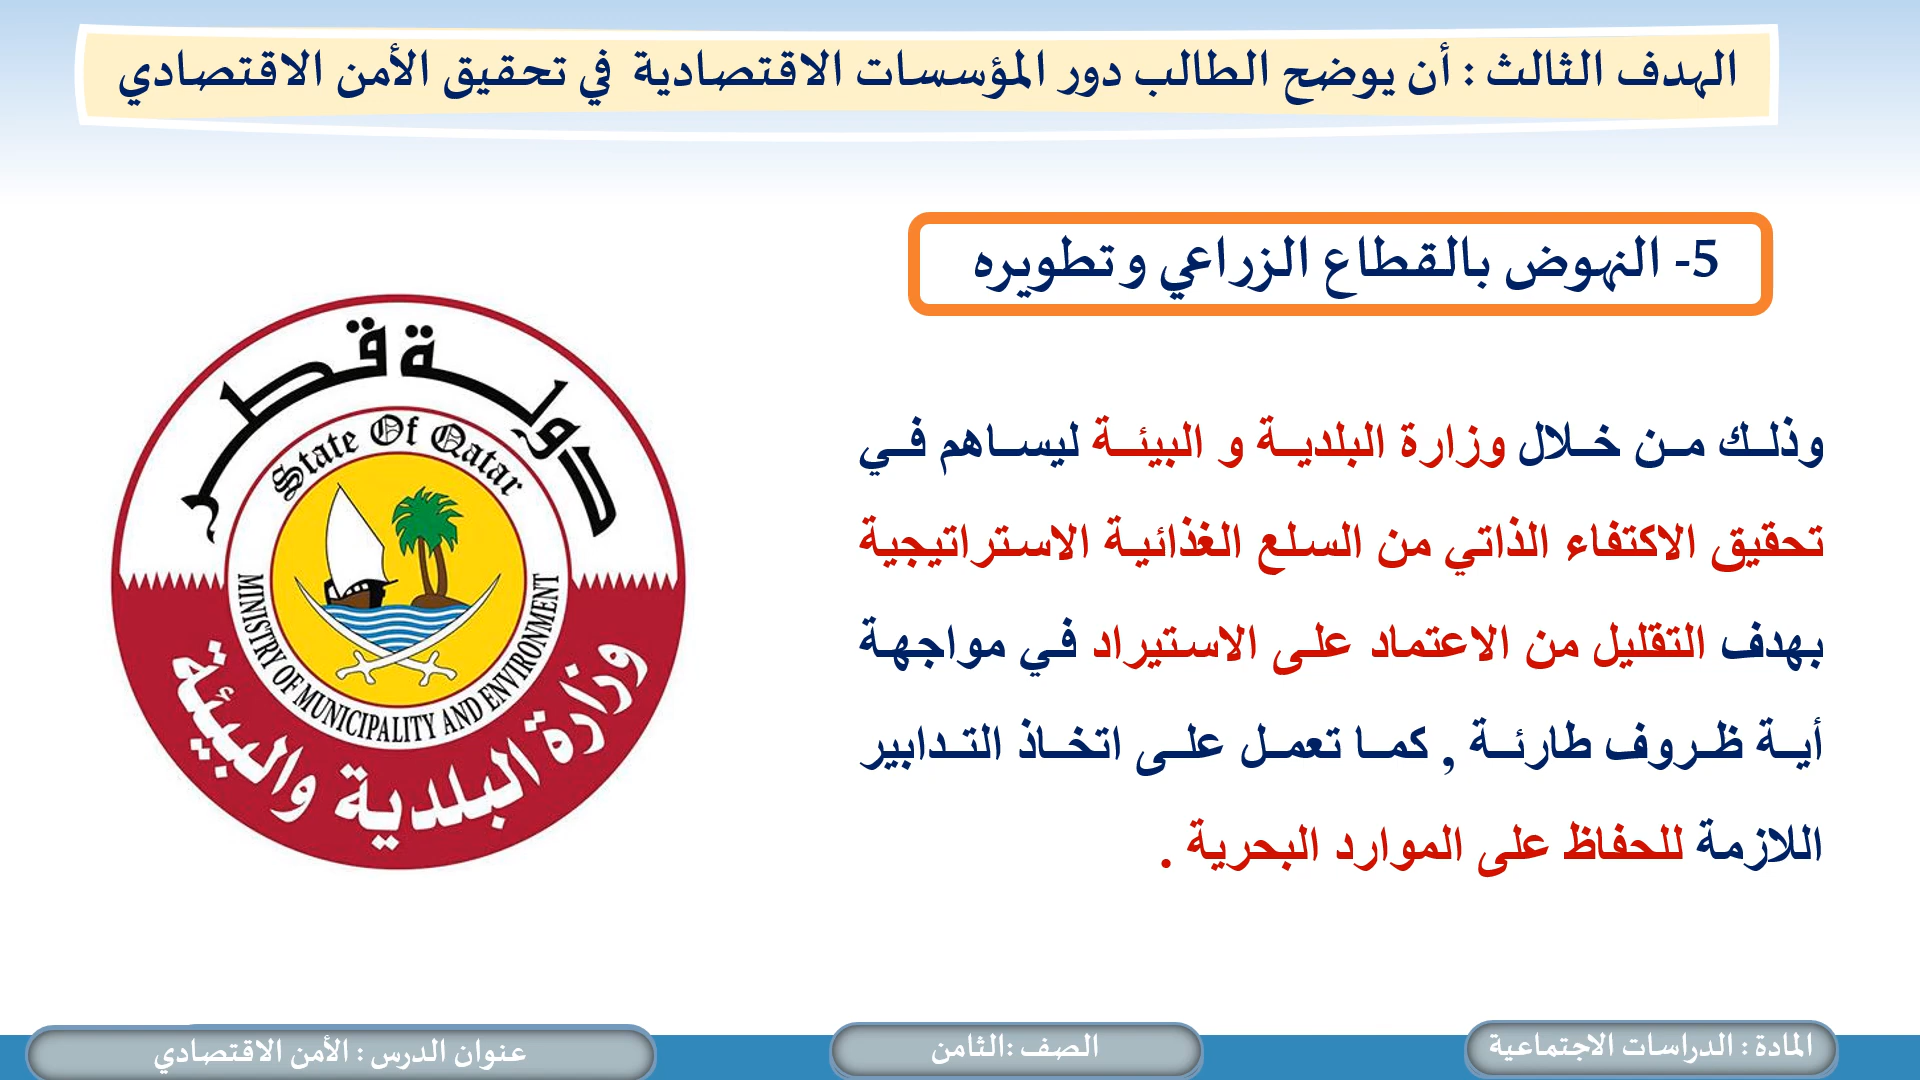 الهدف الثالث : أن يوضح الطالب دور المؤسسات الاقتصادية في تحقيق الأمن الاقتصادي
5- النهوض بالقطاع الزراعي وتطويره
وذلك من خلال وزارة البلدية و البيئة ليساهم في
تحقيق الاكتفاء الذاتي من السلع الغذائية الاستراتيجية
بهدف التقليل من الاعتماد على الاستيراد في مواجهة
أية ظروف طارئة , كما تعمل على اتخاذ التدابير
اللازمة للحفاظ على الموارد البحرية .
دولة قطر
State Of Qatar
MINISTRY OF MUNICIPALITY AND ENVIRONMENT
وزارة البلدية والبيئة
المادة : الدراسات الاجتماعية
الصف :الثامن
عنوان الدرس : الأمن الاقتصادي